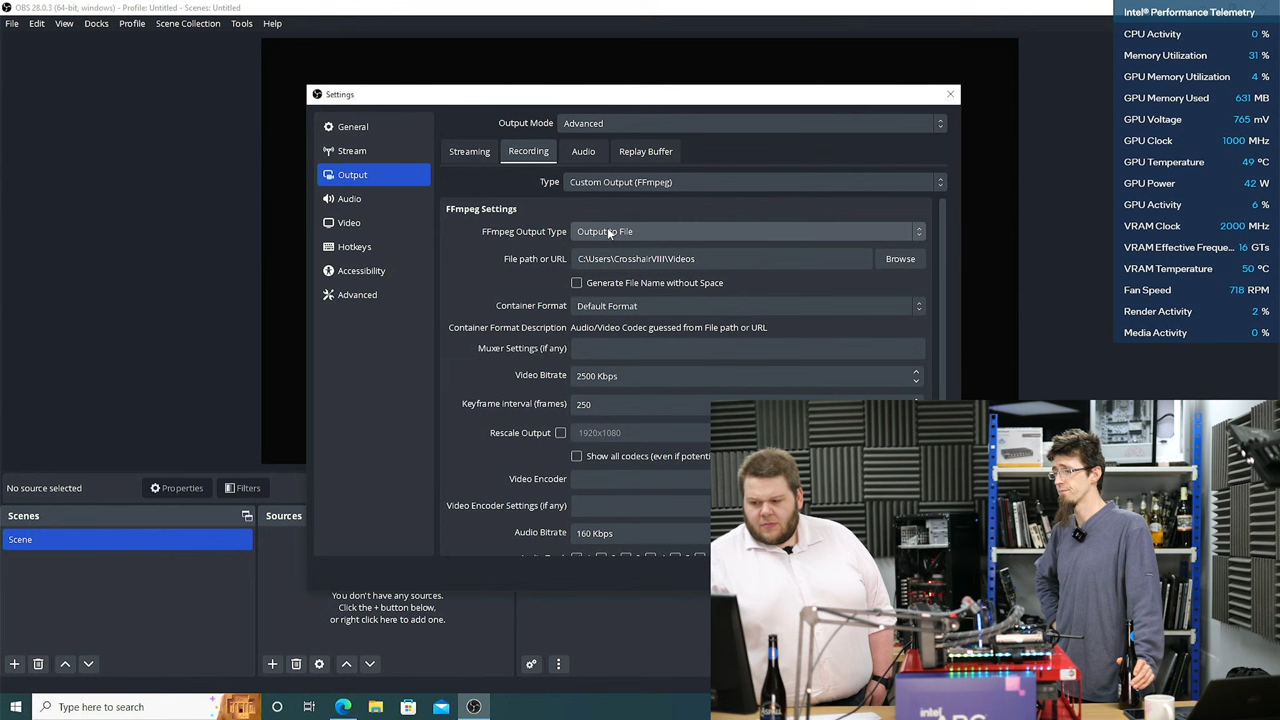 OBS 28.0.3 (64-bit, windows) - Profile: Untitled - Scenes: Untitled
File Edit View Docks Profile Scene Collection Tools Help
Intel® Performance Telemetry
CPU Activity 0 %
Memory Utilization 31 %
GPU Memory Utilization 4 %
GPU Memory Used 631 MB
GPU Voltage 765 mV
GPU Clock 1000 MHz
GPU Temperature 49 ºC
GPU Power 42 W
GPU Activity 6 %
VRAM Clock 2000 MHz
VRAM Effective Freque... 16 GTs
VRAM Temperature 50 ºC
Fan Speed 718 RPM
Render Activity 2 %
Media Activity 0 %
Settings
General
Stream
Output
Audio
Video
Hotkeys
Accessibility
Advanced
Output Mode Advanced
Streaming Recording Audio Replay Buffer
Type Custom Output (FFmpeg)
FFmpeg Settings
FFmpeg Output Type Output to File
File path or URL C:\Users\CrosshairVIII\Videos Browse
Generate File Name without Space
Container Format Default Format
Container Format Description Audio/Video Codec guessed from File path or URL
Muxer Settings (if any)
Video Bitrate 2500 Kbps
Keyframe interval (frames) 250
Rescale Output 1920x1080
Show all codecs (even if potenti
Video Encoder
Video Encoder Settings (if any)
Audio Bitrate 160 Kbps
No source selected Properties Filters
Scenes
Scene
Sources
You don't have any sources.
Click the + button below,
or right click here to add one.
Type here to search
intel
ARC